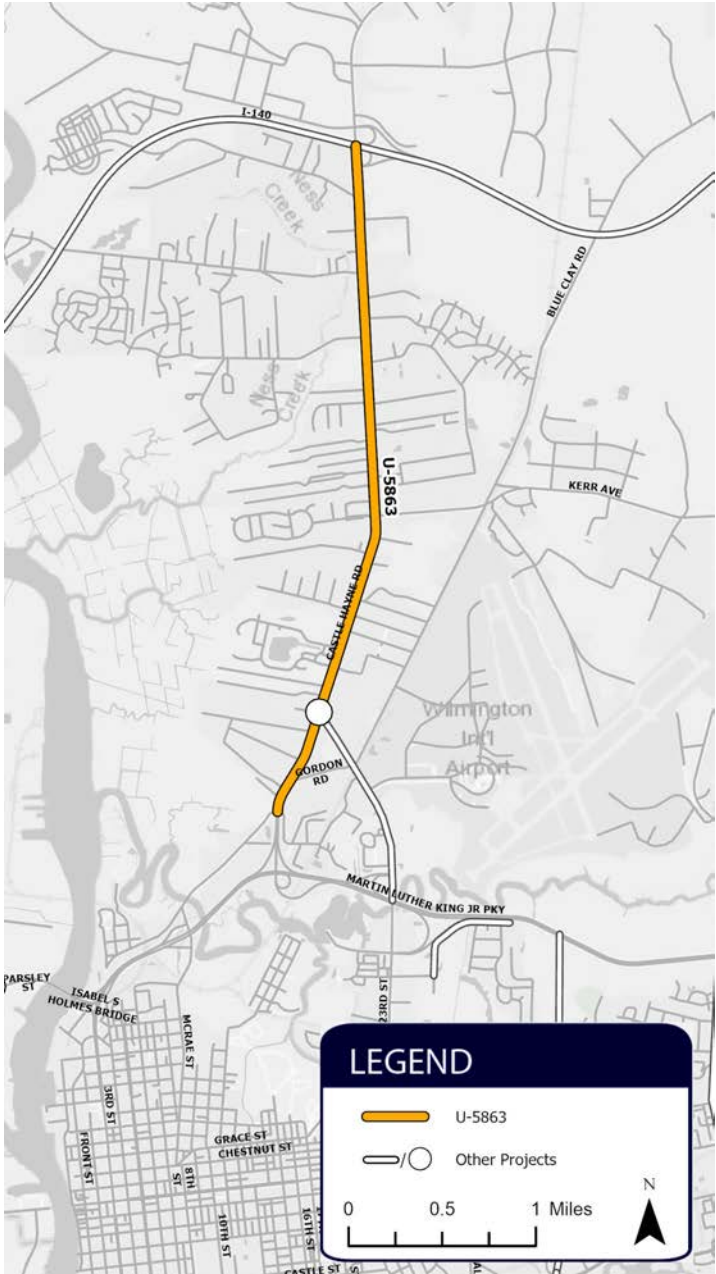 I-140
Ness
Creek
BLUE CLAY RD
Ness
Creek
U-5863
KERR AVE
CASTLE HAYNE RD
Wilmington
Int'l
Airport
GORDON
RD
MARTIN LUTHER KING JR PKY
PARSLEY
ST
ISABEL S
HOLMES BRIDGE
23RD ST
MCRAE ST
3RD ST
FRONT ST
GRACE ST
CHESTNUT ST
8TH
ST
10TH ST
16TH ST
CASTLE ST
LEGEND
U-5863
/
Other Projects
N
0 0.5 1 Miles